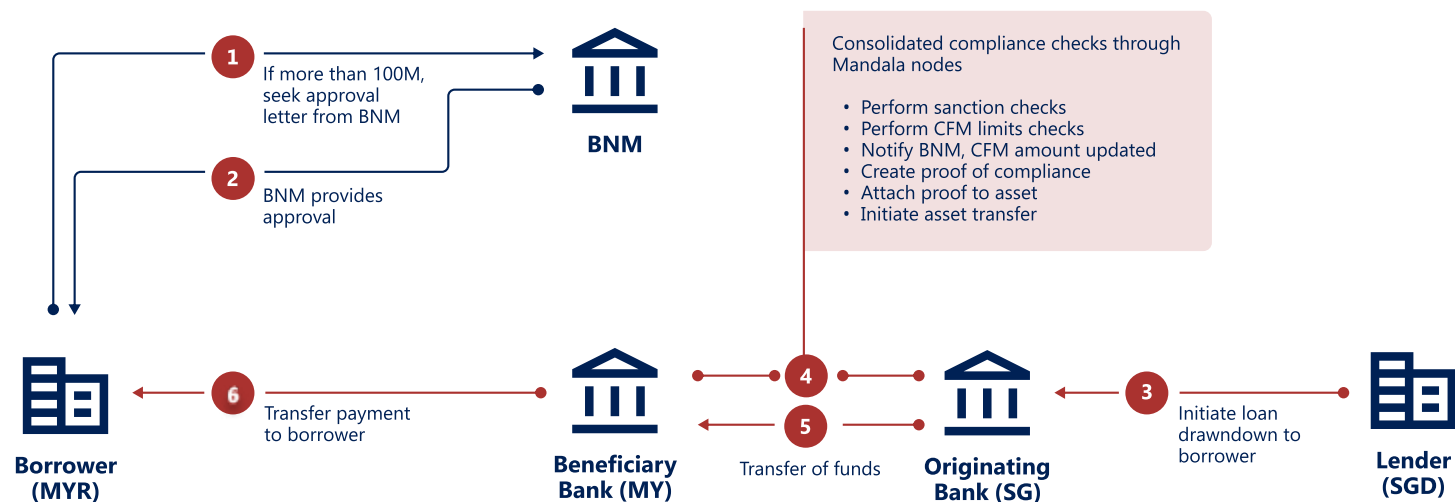 1
If more than 100M,
seek approval
letter from BNM
BNM
2
BNM provides
approval
Consolidated compliance checks through
Mandala nodes
• Perform sanction checks
• Perform CFM limits checks
• Notify BNM, CFM amount updated
• Create proof of compliance
• Attach proof to asset
• Initiate asset transfer
Borrower
(MYR)
6
Transfer payment
to borrower
Beneficiary
Bank (MY)
4
5
Transfer of funds
Originating
Bank (SG)
3
Initiate loan
drawndown to
borrower
Lender
(SGD)